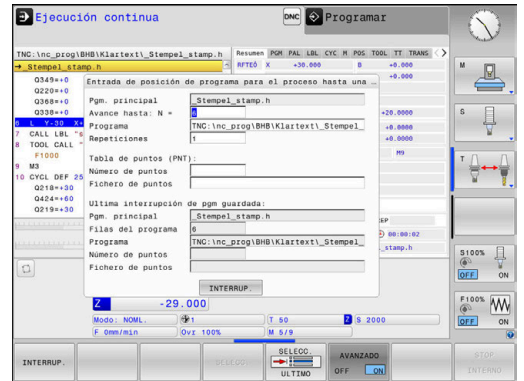 Ejecución continua
DNC
Programar
TNC:\nc_prog\BHB\Klartext\_Stempel_stamp.h
→_Stempel_stamp.h
Q349=+0
Q220=+0
Q368=+0
Q338=+0
6 L Y-30 X+
7 CALL LBL "6
8 TOOL CALL "
F1000
9 M3
10 CYCL DEF 25
Q218=+30
Q424=+60
Q219=+30
Resumen PGM PAL LBL CYC M POS TOOL TT TRANS
RFTEÓ X +30.000 B +0.000
+0.000
+20.0000
+0.0000
+0.0000
M9
EP
00:00:02
_stamp.h
Entrada de posición de programa para el proceso hasta una …
Pgm. principal _Stempel_stamp.h
Avance hasta: N = 6
Programa TNC:\nc_prog\BHB\Klartext\_Stempel_
Repeticiones 1
Tabla de puntos (PNT):
Número de puntos
Fichero de puntos
Ultima interrupción de pgm guardada:
Pgm. principal _Stempel_stamp.h
Filas del programa 6
Programa TNC:\nc_prog\BHB\Klartext\_Stempel_
Número de puntos
Fichero de puntos
INTERRUP.
Z -29.000
Modo: NOML. 1 T 50 Z S 2000
F 0mm/min Ovr 100% M 5/9
M
S
T
S100%
OFF ON
F100%
OFF ON
INTERRUP.
SELECC.
SELECC.
ULTIMO
AVANZADO
OFF ON
STOP
INTERNO